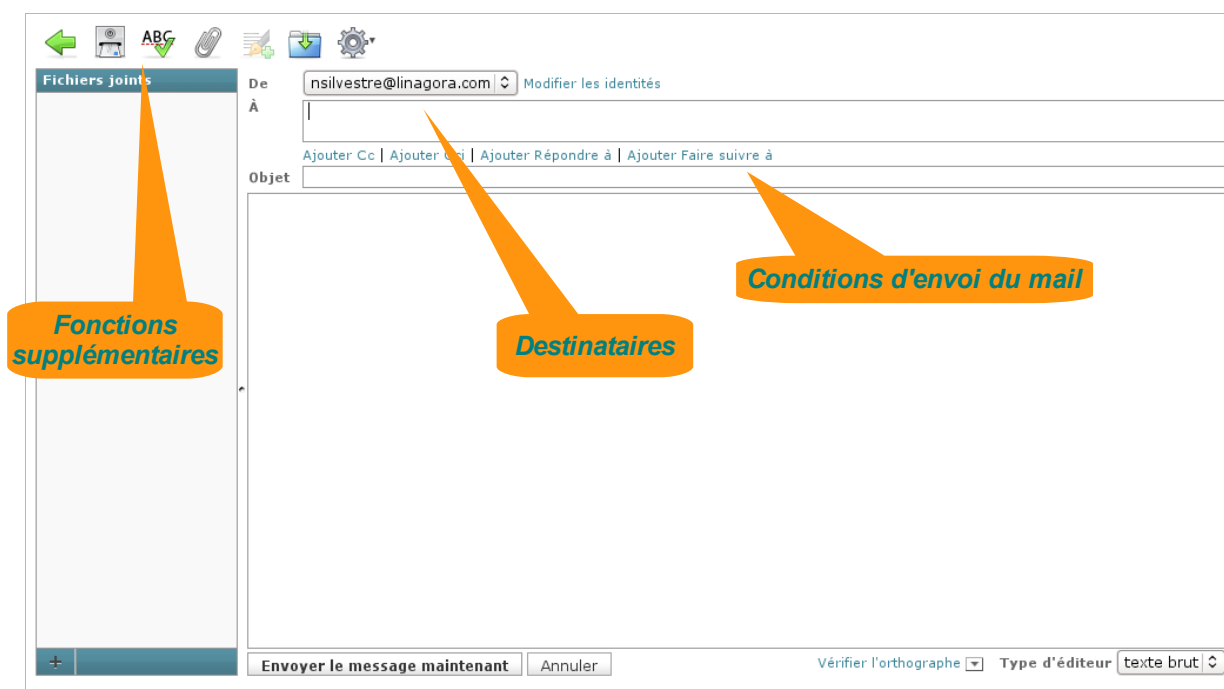 ABC
Fichiers joints
De nsilvestre@linagora.com Modifier les identités
À
Ajouter Cc | Ajouter Cci | Ajouter Répondre à | Ajouter Faire suivre à
Objet
Conditions d'envoi du mail
Fonctions
supplémentaires
Destinataires
+
Envoyer le message maintenant Annuler Vérifier l'orthographe Type d'éditeur texte brut